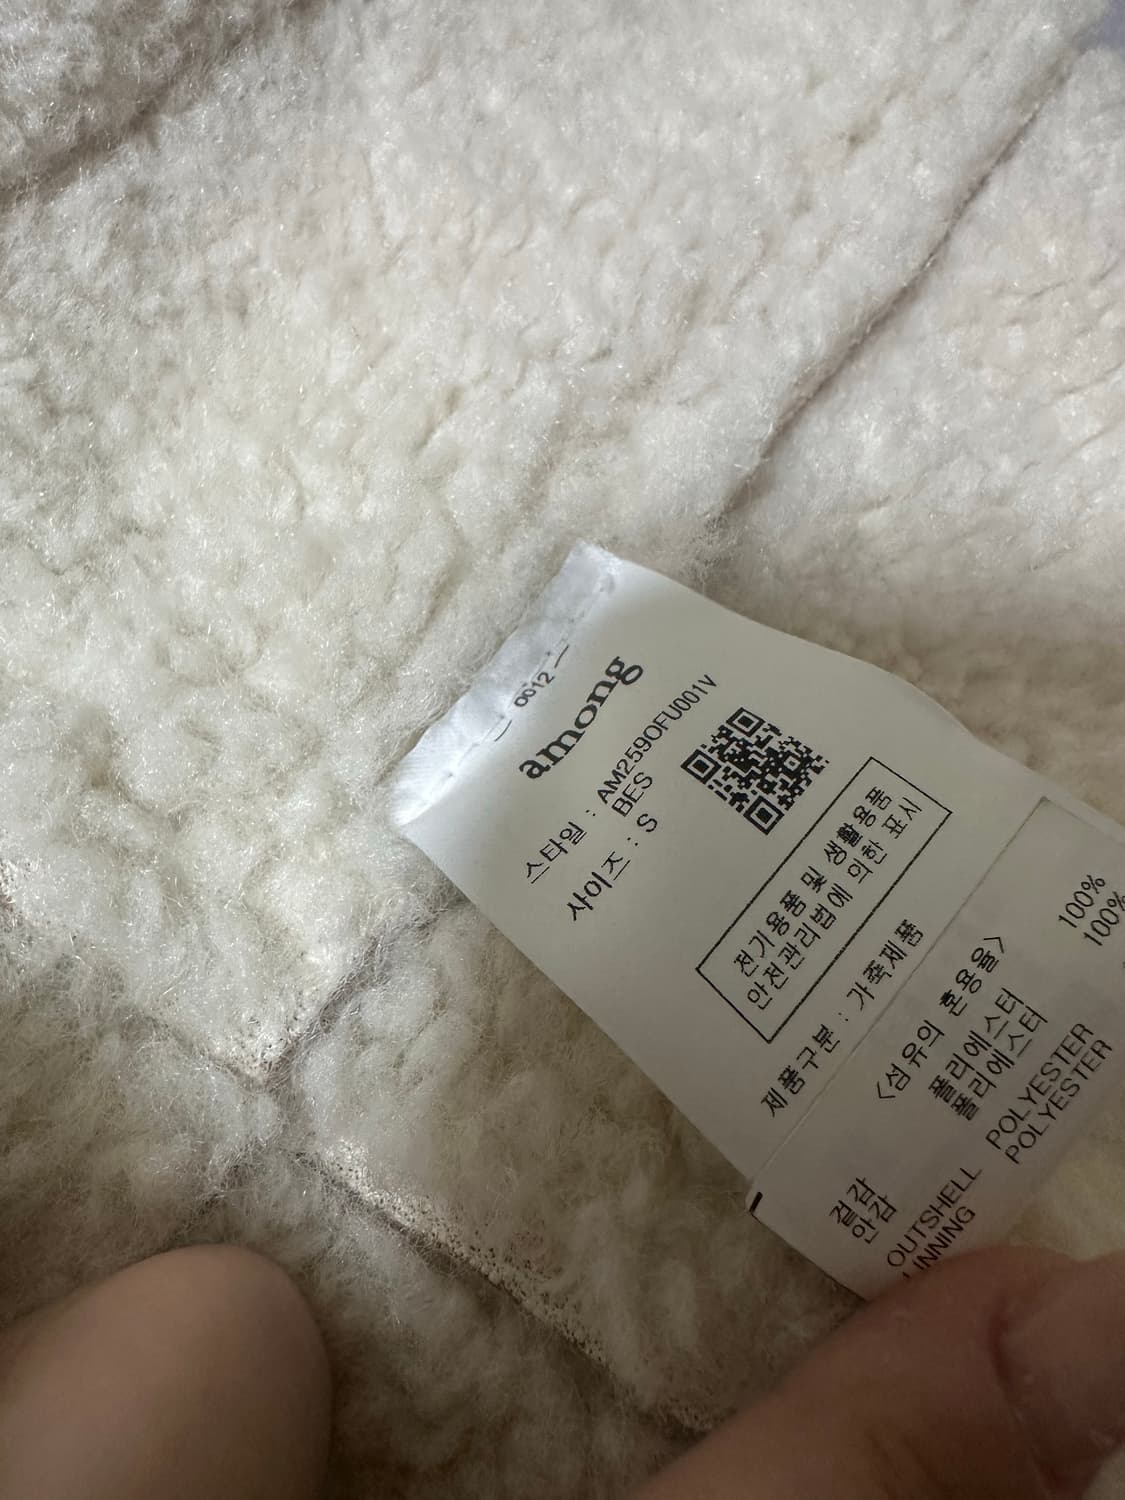 0012
among
스타일 : AM259OFU001V
BES
사이즈 : S
전기용품 및 생활용품
안전관리법에 의한 표시
제품구분 : 가죽제품
<섬유의 혼용율>
겉감 폴리에스터 100%
안감 폴리에스터 100%
OUTSHELL POLYESTER
LINNING POLYESTER